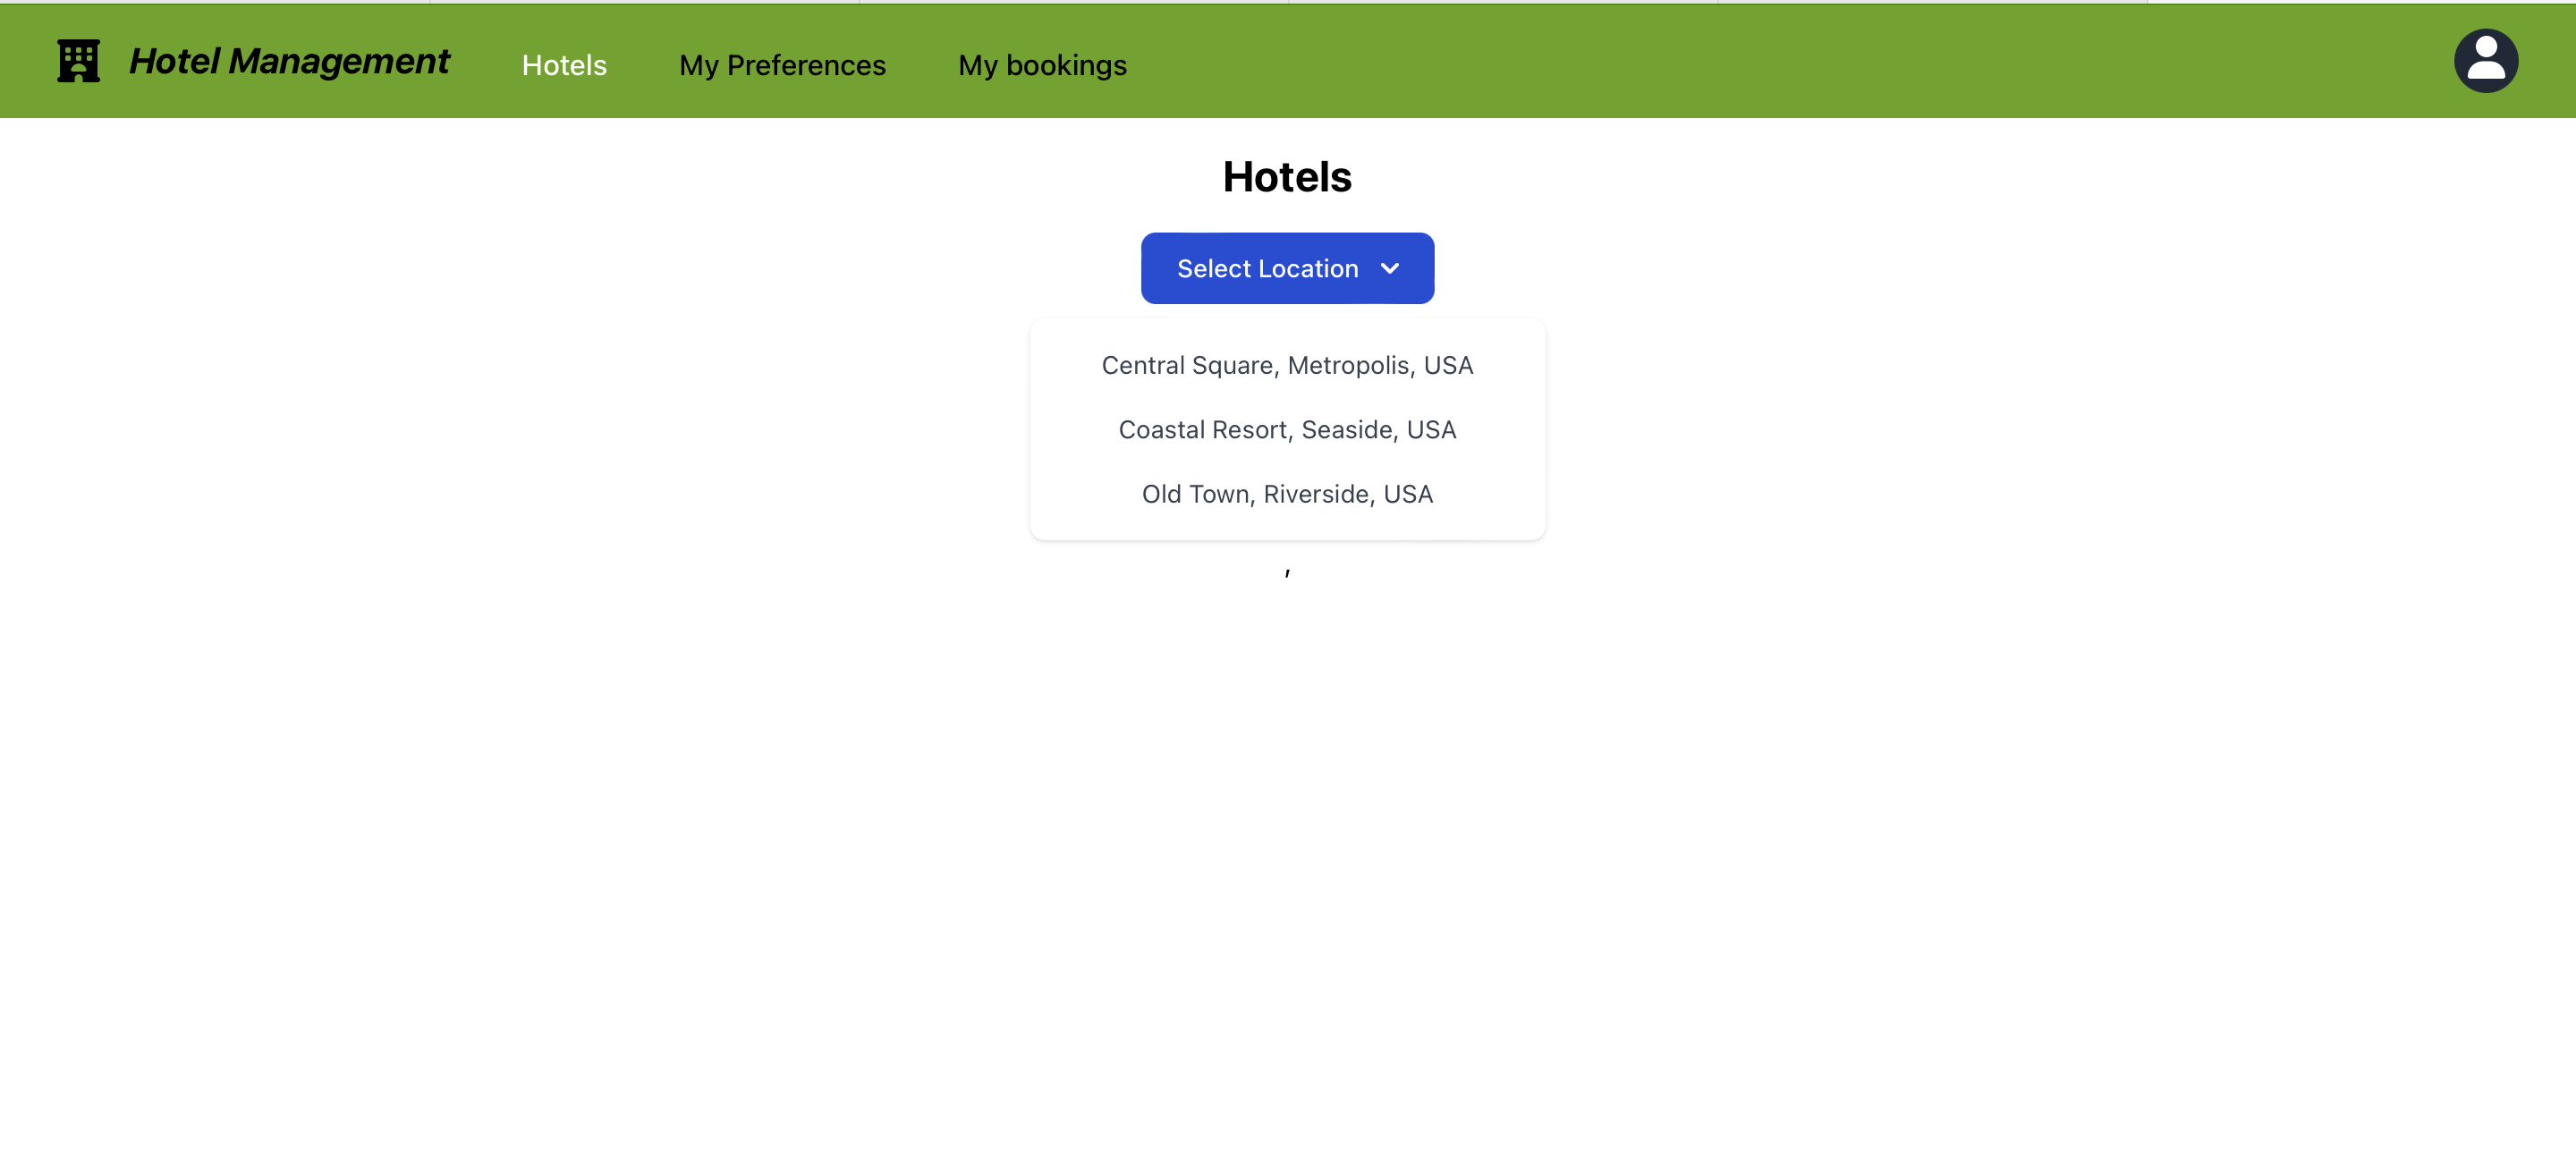 Hotel Management Hotels My Preferences My bookings
Hotels
Select Location
Central Square, Metropolis, USA
Coastal Resort, Seaside, USA
Old Town, Riverside, USA
,